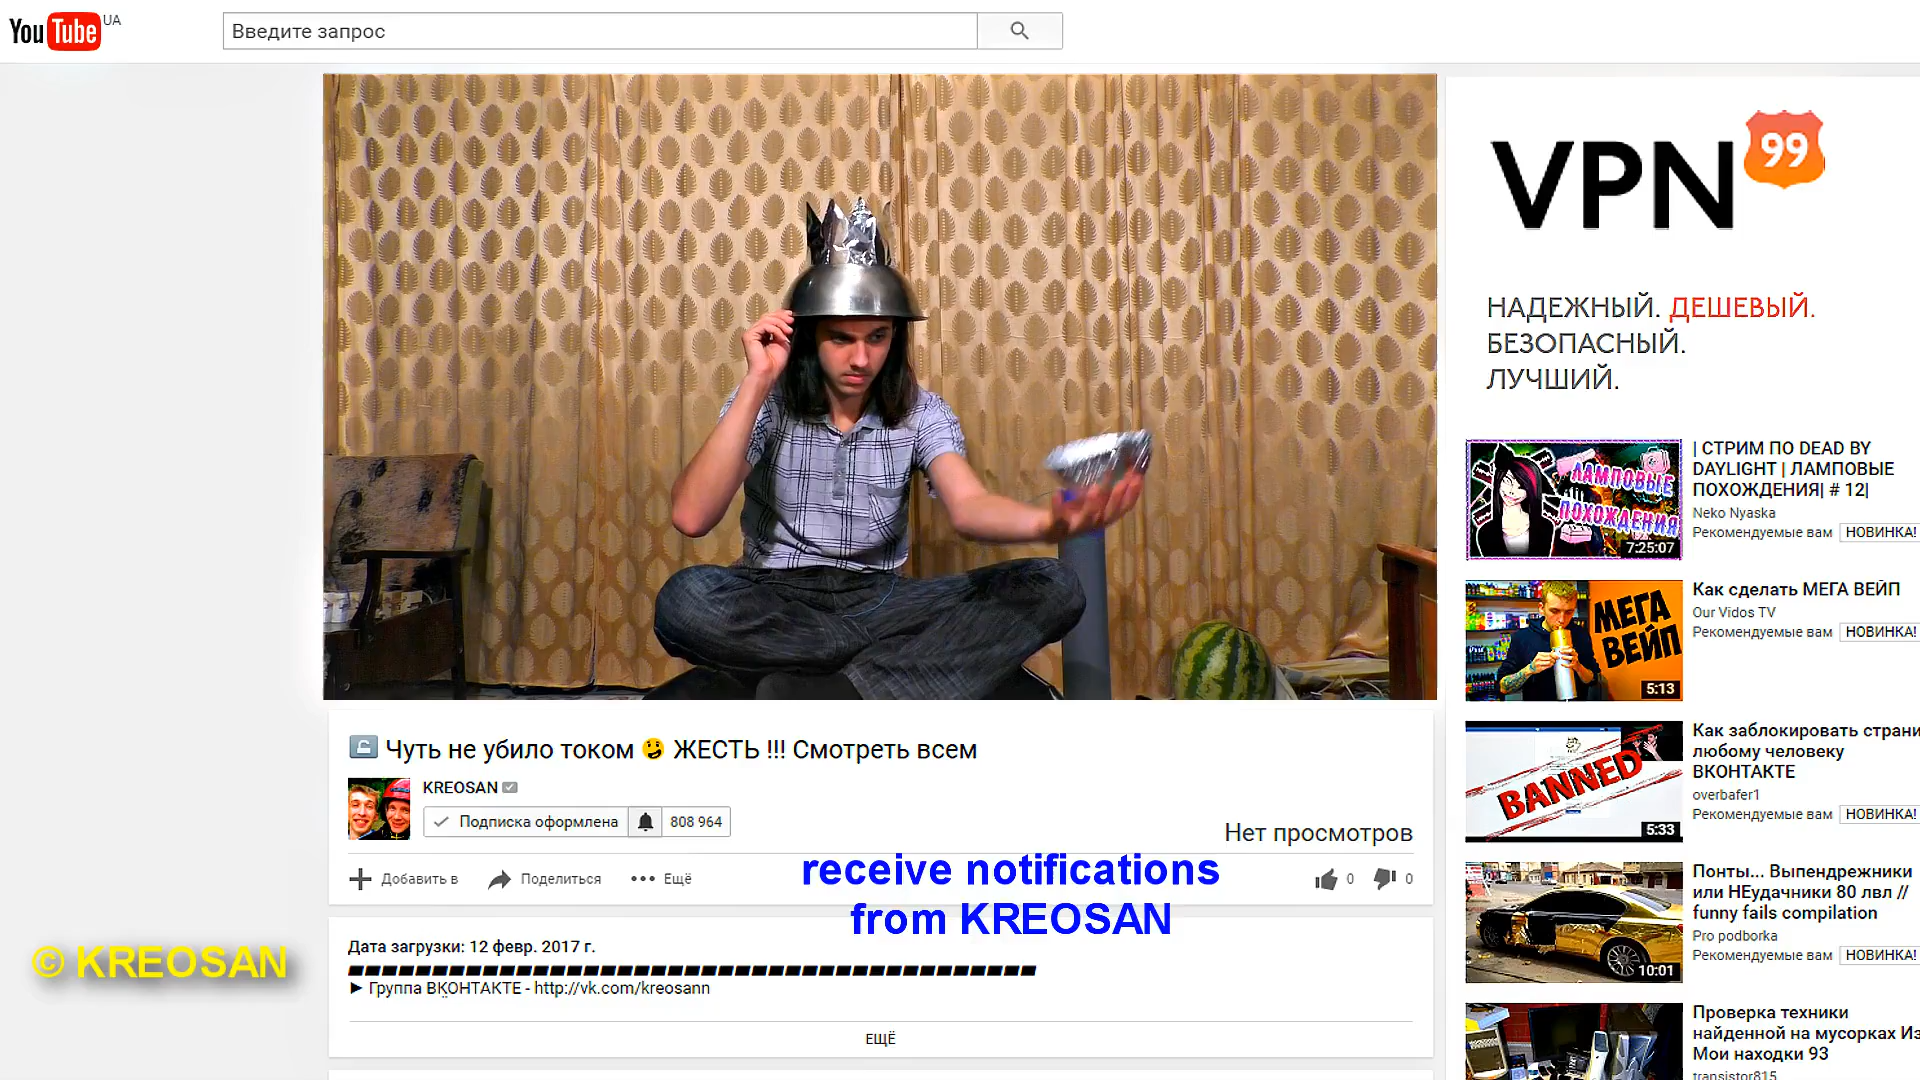 YouTube UA
Введите запрос
VPN 99
НАДЕЖНЫЙ. ДЕШЕВЫЙ.
БЕЗОПАСНЫЙ.
ЛУЧШИЙ.
ЛАМПОВЫЕ
ПОХОЖДЕНИЯ
7:25:07
| СТРИМ ПО DEAD BY
DAYLIGHT | ЛАМПОВЫЕ
ПОХОЖДЕНИЯ| # 12|
Neko Nyaska
Рекомендуемые вам НОВИНКА!
МЕГА
ВЕЙП
5:13
Как сделать МЕГА ВЕЙП
Our Vidos TV
Рекомендуемые вам НОВИНКА!
BANNED
5:33
Как заблокировать страни
любому человеку
ВКОНТАКТЕ
overbafer1
Рекомендуемые вам НОВИНКА!
10:01
Понты... Выпендрежники
или НЕудачники 80 лвл //
funny fails compilation
Pro podborka
Рекомендуемые вам НОВИНКА!
Проверка техники
найденной на мусорках Из
Мои находки 93
transistor815
Чуть не убило током ЖЕСТЬ !!! Смотреть всем
KREOSAN
Подписка оформлена 808 964
Нет просмотров
Добавить в Поделиться Ещё 0 0
receive notifications
from KREOSAN
© KREOSAN
Дата загрузки: 12 февр. 2017 г.
► Группа ВКОНТАКТЕ - http://vk.com/kreosann
ЕЩЁ